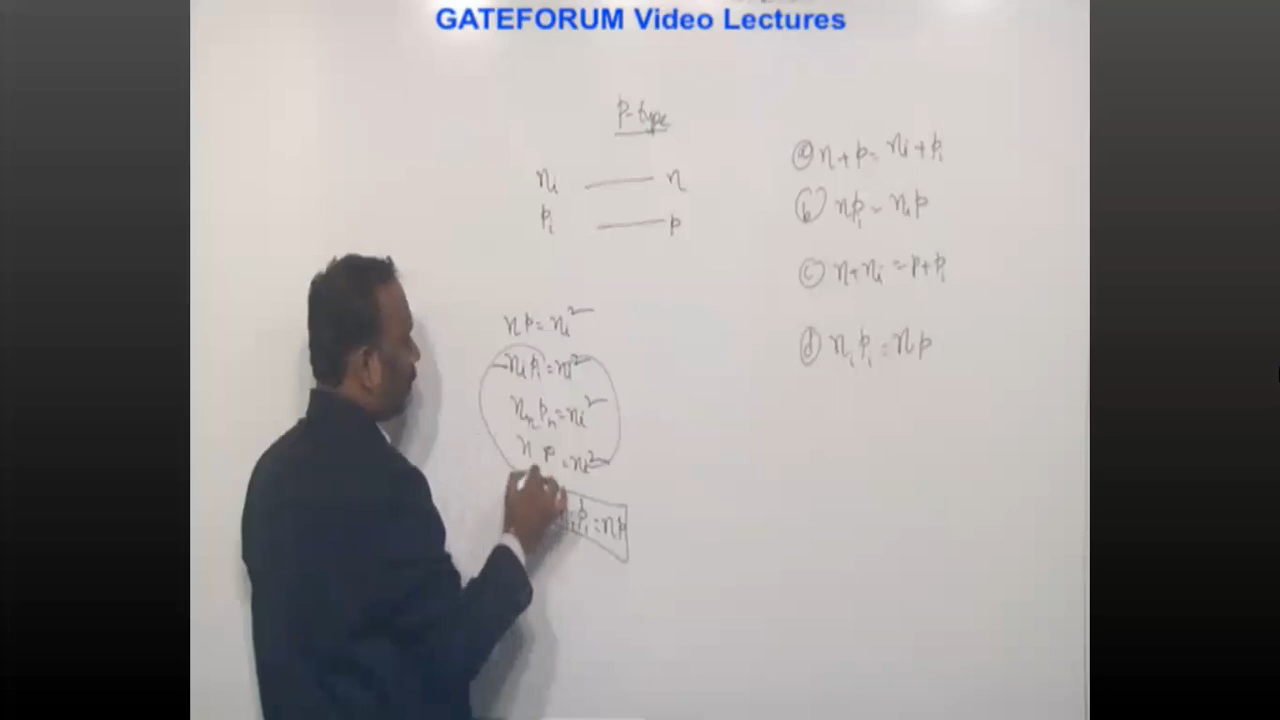 GATEFORUM Video Lectures
p-type
nᵢ —— n
pᵢ —— p
np = nᵢ²
nᵢpᵢ = nᵢ²
nₙpₙ = nᵢ²
n p = nᵢ²
pᵢ = np
ⓐ n + p = nᵢ + pᵢ
ⓑ npᵢ = nᵢp
ⓒ n + nᵢ = p + pᵢ
ⓓ nᵢpᵢ = np